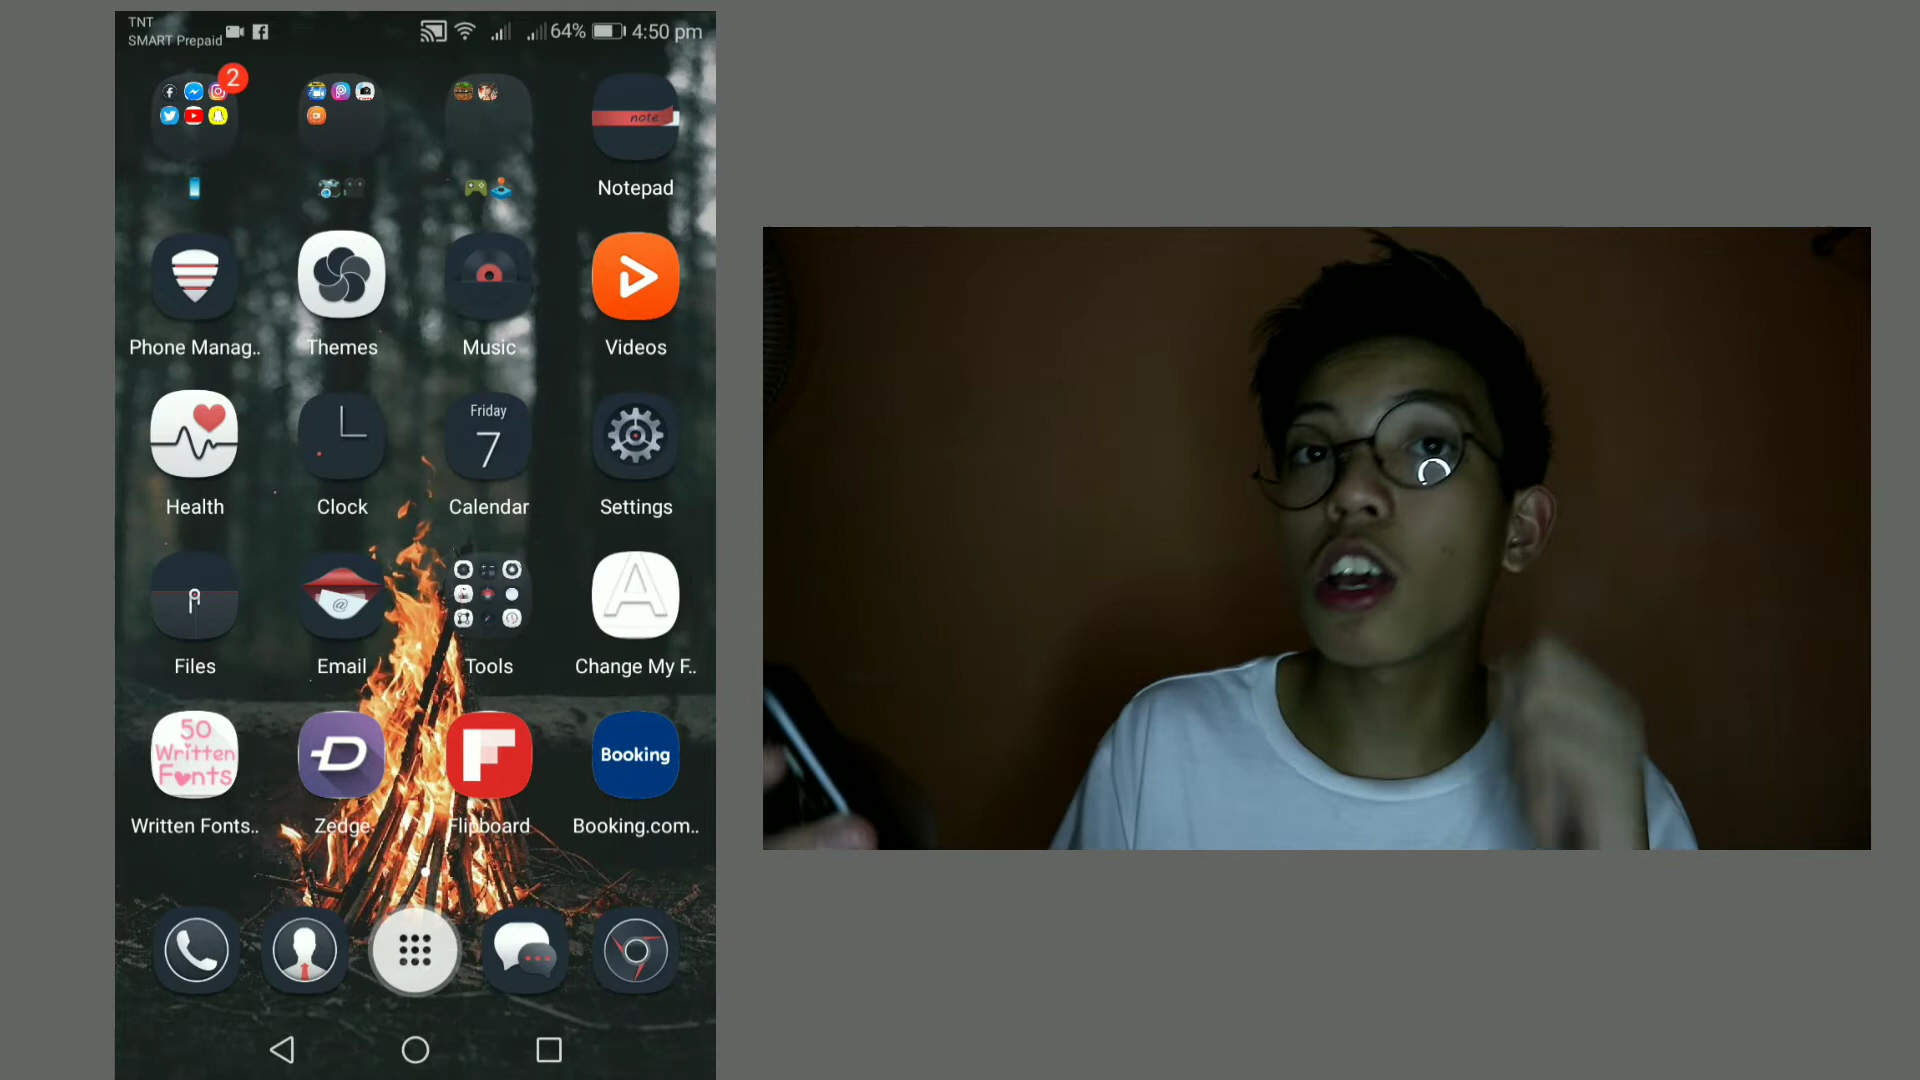 TNT
SMART Prepaid
64%
4:50 pm
2
note
Notepad
Phone Manag..
Themes
Music
Videos
Friday
7
Health
Clock
Calendar
Settings
@
A
Files
Email
Tools
Change My F..
50
Written
Fonts
Booking
Written Fonts..
Zedge
Flipboard
Booking.com..